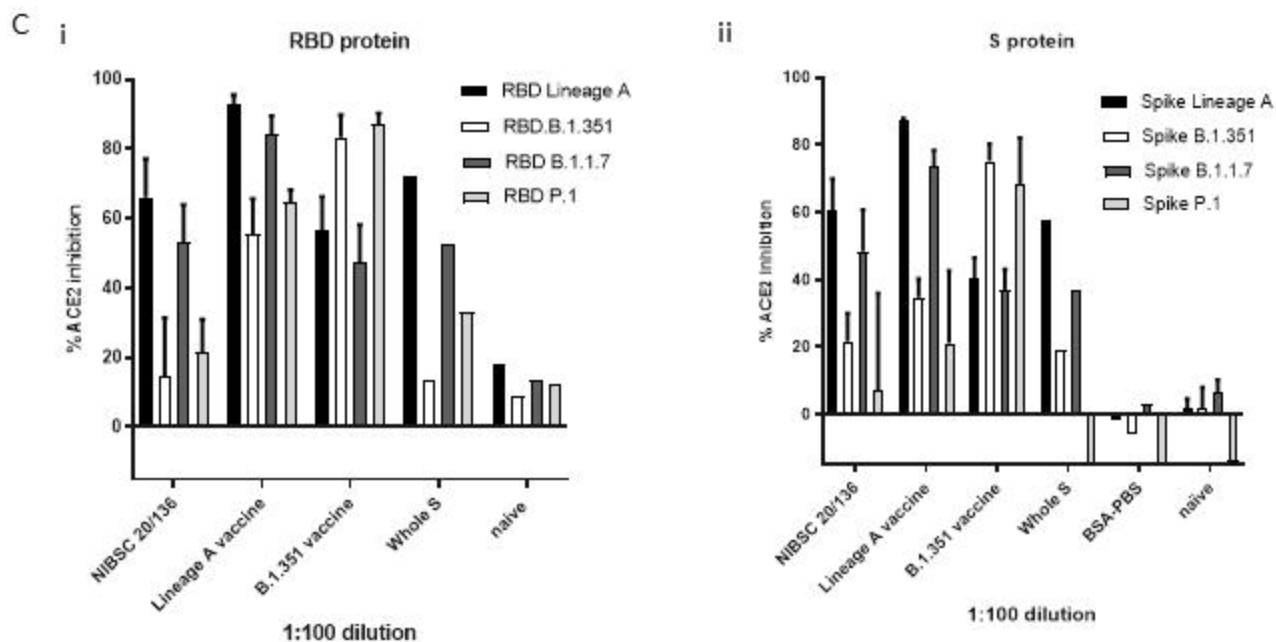 C
i
RBD protein
% ACE2 inhibition
100
80
60
40
20
0
RBD Lineage A
RBD.B.1.351
RBD B.1.1.7
RBD P.1
NIBSC 20/136
Lineage A vaccine
B.1.351 vaccine
Whole S
naive
1:100 dilution
ii
S protein
% ACE2 Inhibition
100
80
60
40
20
0
Spike Lineage A
Spike B.1.351
Spike B.1.1.7
Spike P.1
NIBSC 20/136
Lineage A vaccine
B.1.351 vaccine
Whole S
BSA-PBS
naïve
1:100 dilution